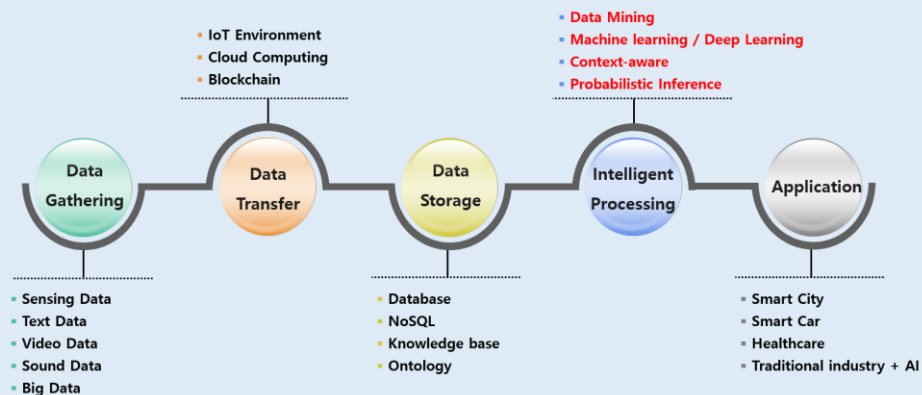 Data
Gathering
Sensing Data
Text Data
Video Data
Sound Data
Big Data
IoT Environment
Cloud Computing
Blockchain
Data
Transfer
Data
Storage
Database
NoSQL
Knowledge base
Ontology
Data Mining
Machine learning / Deep Learning
Context-aware
Probabilistic Inference
Intelligent
Processing
Application
Smart City
Smart Car
Healthcare
Traditional industry + AI